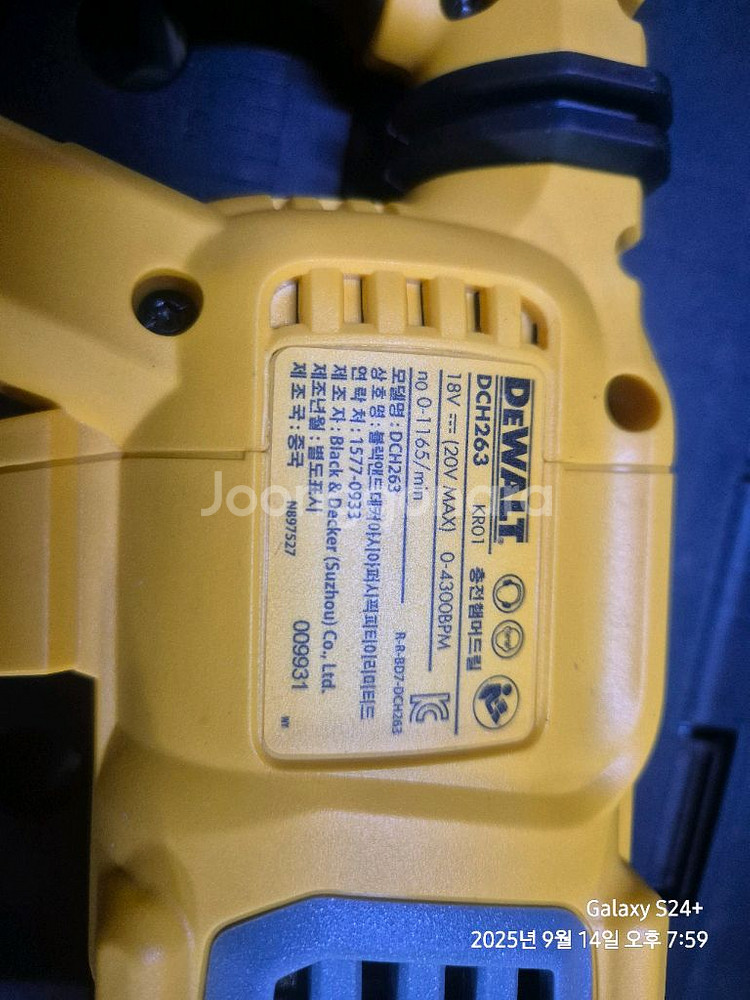 DEWALT
DCH263 KR01 충전햄머드릴
18V ⎓ (20V MAX) 0-4300BPM
no 0-1165/min
모델명 : DCH263 R-R-BD7-DCH263
상호명 : 블랙앤드데커아시아퍼시픽피티이리미티드
연락처 : 1577-0933
제조자 : Black & Decker (Suzhou) Co., Ltd.
제조년월 : 별도표시
제조국 : 중국
N897527
009931
Joonggonara
Galaxy S24+
2025년 9월 14일 오후 7:59